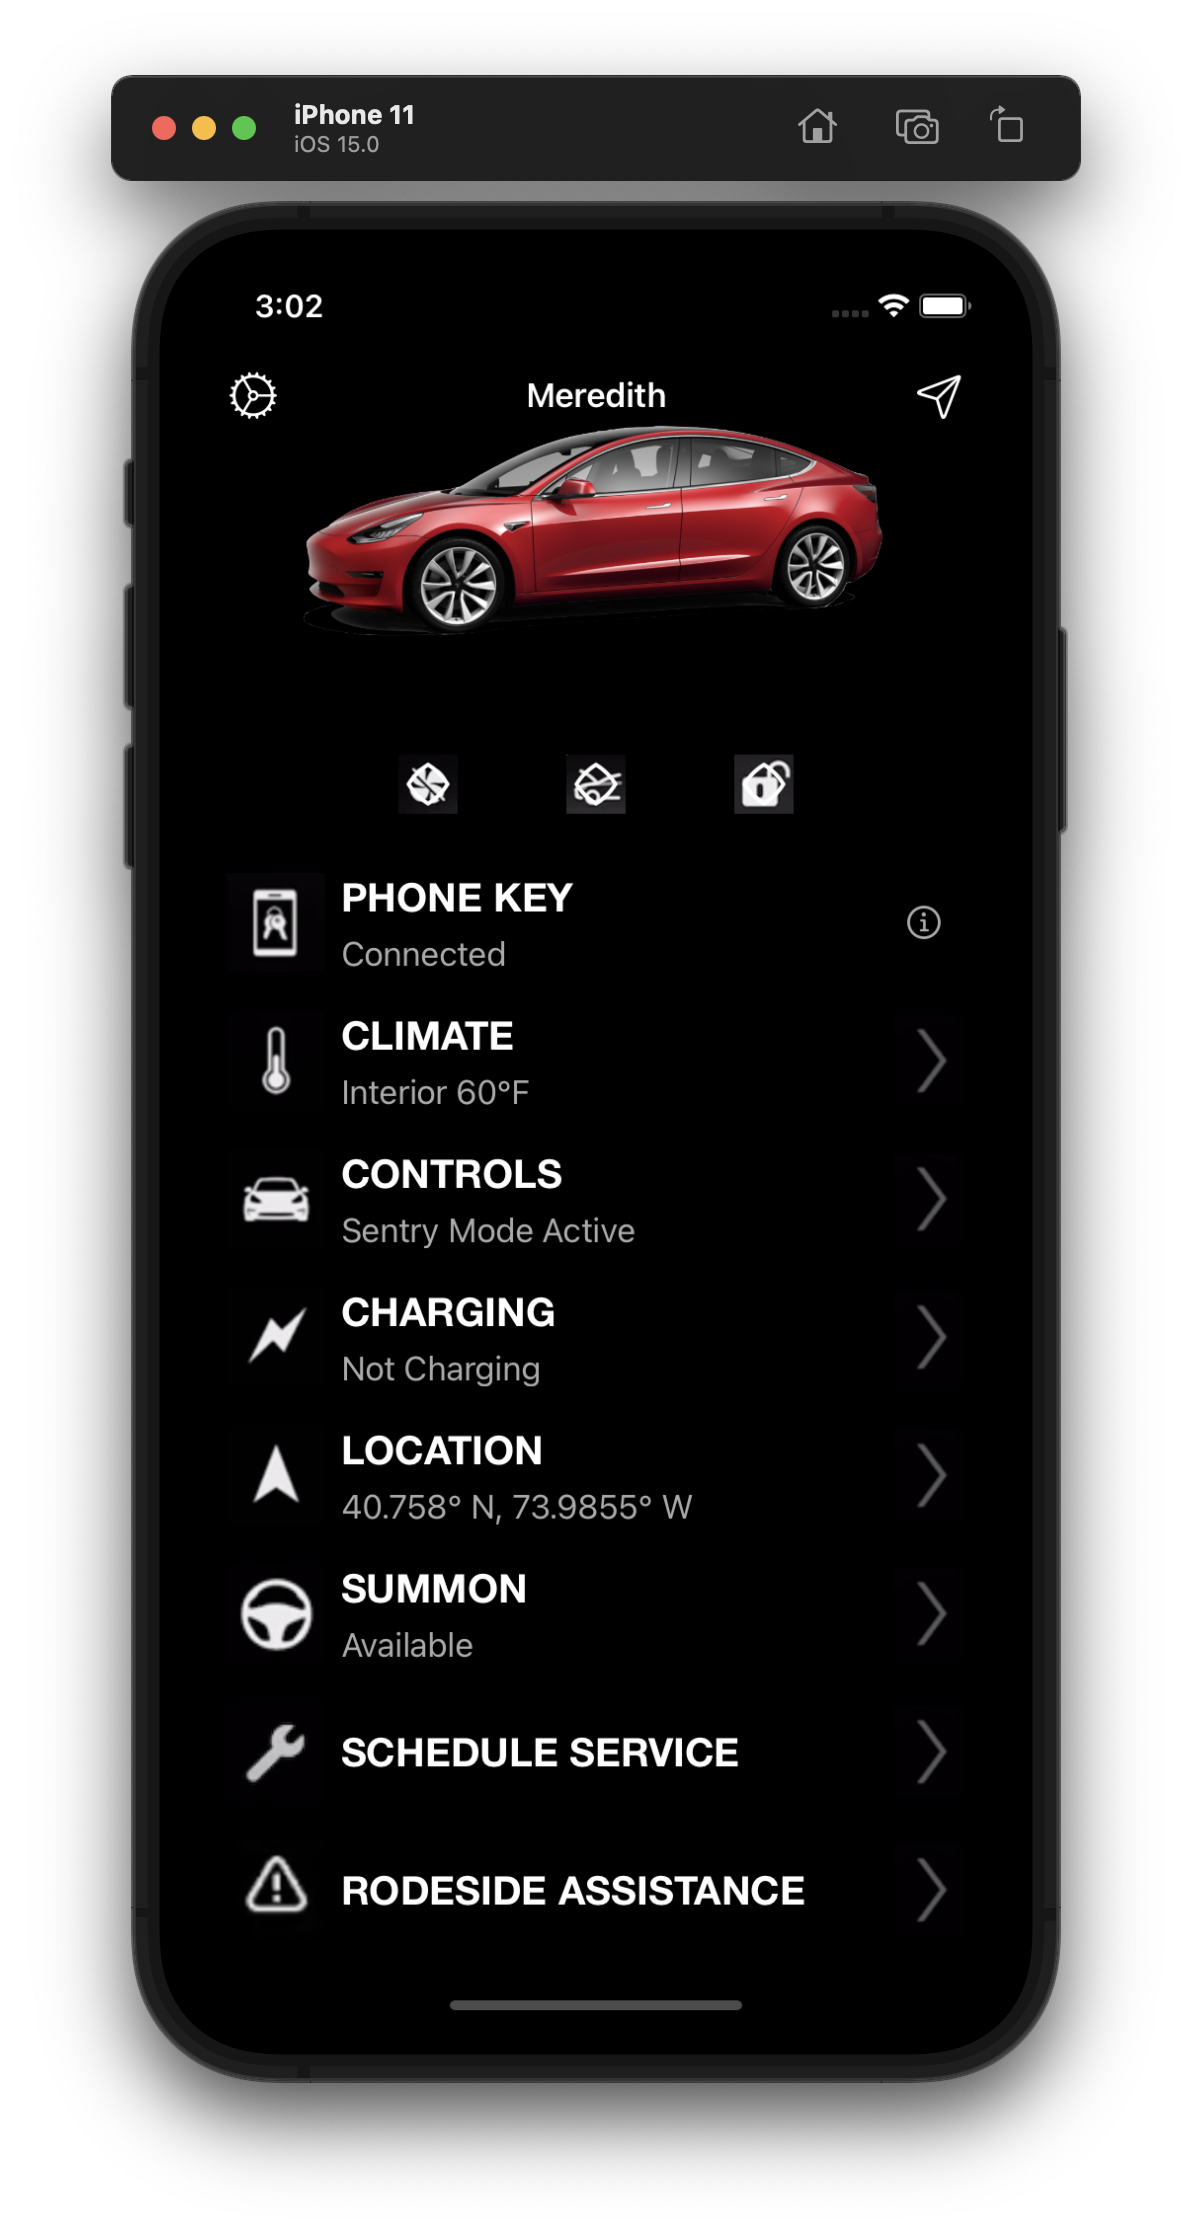 iPhone 11
iOS 15.0
3:02
Meredith
PHONE KEY
Connected
CLIMATE
Interior 60°F
CONTROLS
Sentry Mode Active
CHARGING
Not Charging
LOCATION
40.758° N, 73.9855° W
SUMMON
Available
SCHEDULE SERVICE
RODESIDE ASSISTANCE